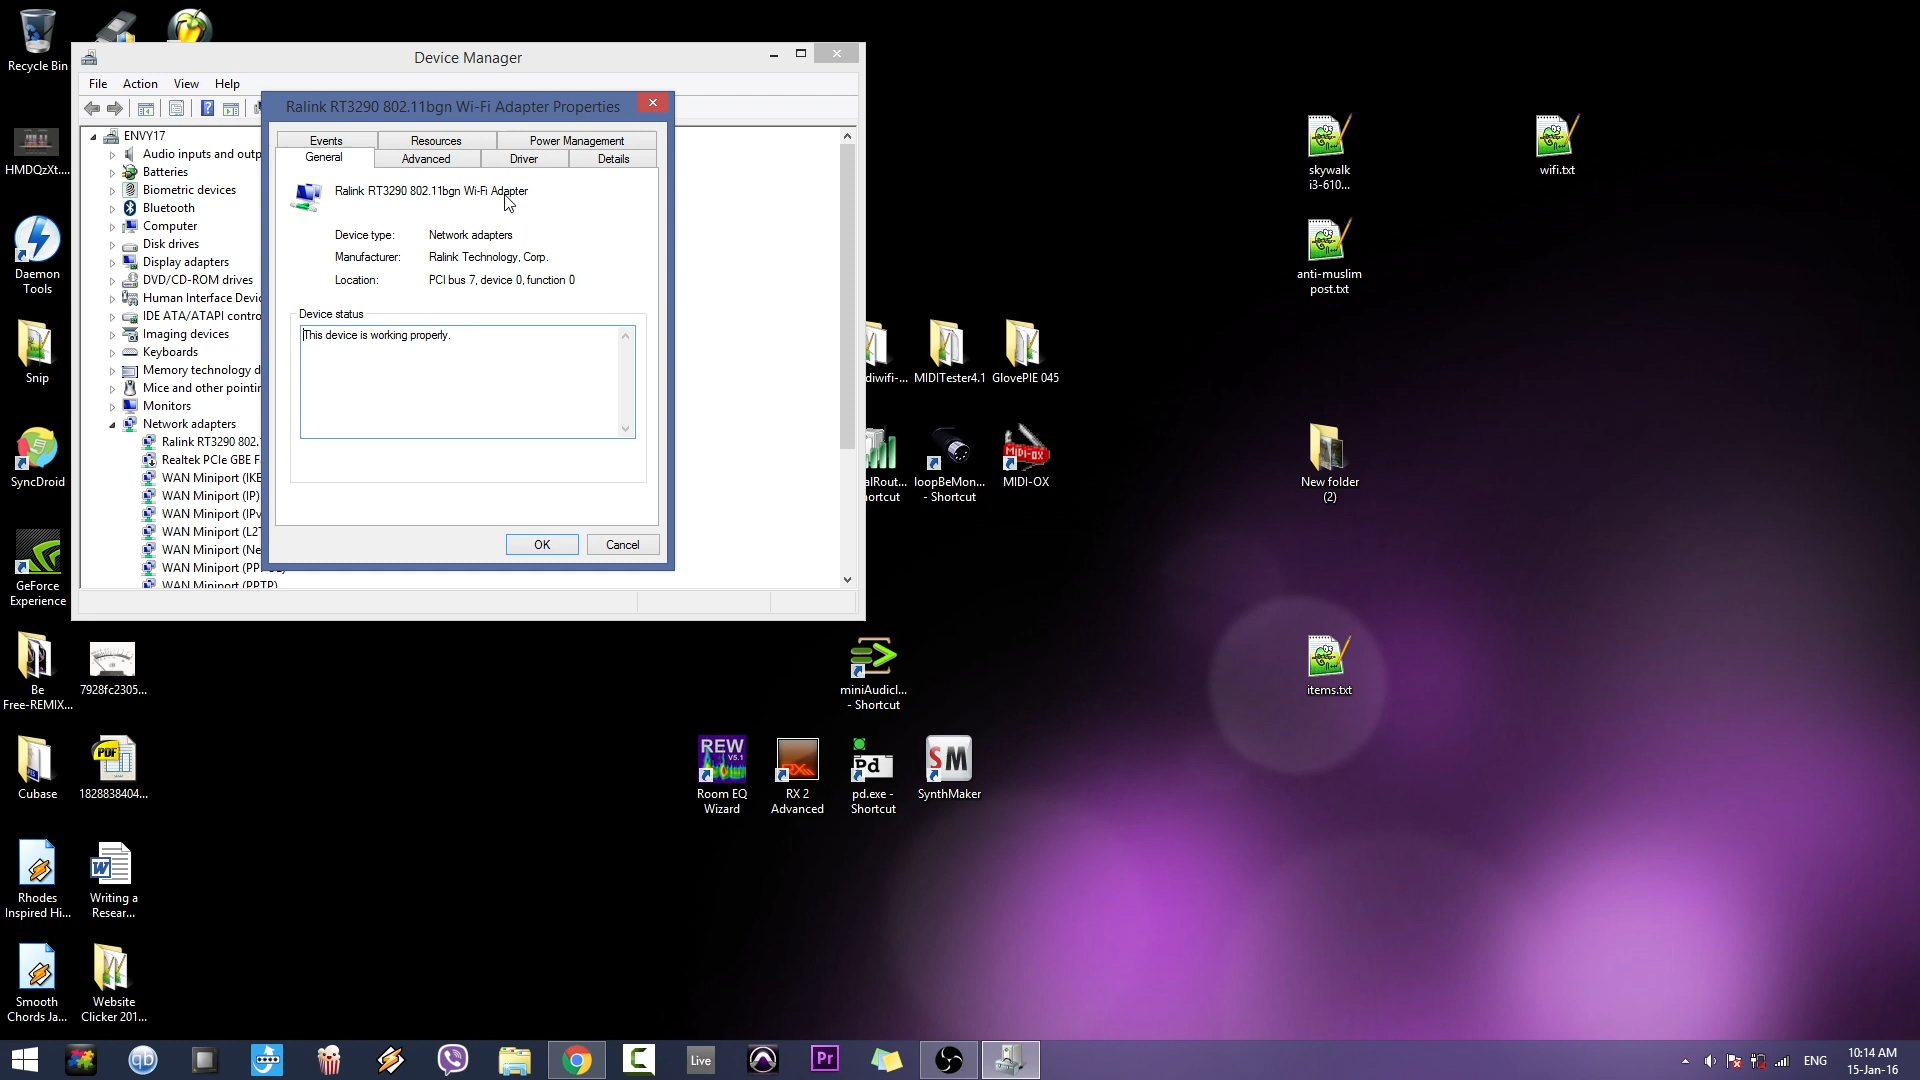 Recycle Bin
Device Manager
File Action View Help
Ralink RT3290 802.11bgn Wi-Fi Adapter Properties
Events Resources Power Management
General Advanced Driver Details
Ralink RT3290 802.11bgn Wi-Fi Adapter
Device type: Network adapters
Manufacturer: Ralink Technology, Corp.
Location: PCI bus 7, device 0, function 0
Device status
This device is working properly.
OK Cancel
ENVY17
Audio inputs and outp
Batteries
Biometric devices
Bluetooth
Computer
Disk drives
Display adapters
DVD/CD-ROM drives
Human Interface Devic
IDE ATA/ATAPI contro
Imaging devices
Keyboards
Memory technology d
Mice and other pointin
Monitors
Network adapters
Ralink RT3290 802.1
Realtek PCIe GBE F
WAN Miniport (IKE
WAN Miniport (IP)
WAN Miniport (IPv
WAN Miniport (L2T
WAN Miniport (Ne
WAN Miniport (PP
WAN Miniport (PPTP)
HMDQzXt....
Daemon
Tools
Snip
SyncDroid
GeForce
Experience
Be
Free-REMIX...
7928fc2305...
Cubase
PDF
1828838404...
Rhodes
Inspired Hi...
Writing a
Resear...
Smooth
Chords Ja...
Website
Clicker 201...
diwifi-...
MIDITester4.1
GlovePIE 045
alRout...
ortcut
loopBeMon...
- Shortcut
MIDI-OX
MIDI-OX
miniAudicl...
- Shortcut
REW
V5.1
Room EQ
Wizard
RX 2
Advanced
Pd
pd.exe -
Shortcut
SM
SynthMaker
skywalk
i3-610...
wifi.txt
anti-muslim
post.txt
New folder
(2)
items.txt
qb
Live
Pr
ENG
10:14 AM
15-Jan-16